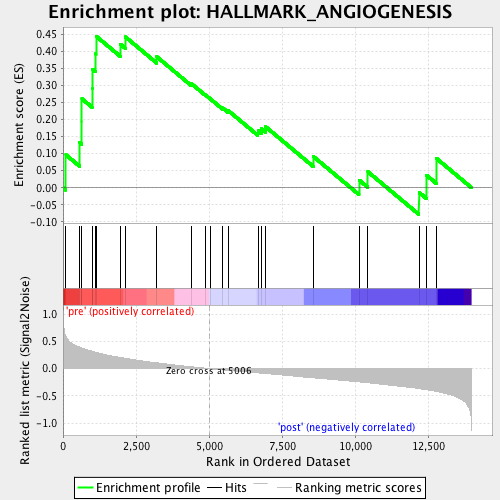 Enrichment plot: HALLMARK_ANGIOGENESIS
Enrichment score (ES)
0.45
0.40
0.35
0.30
0.25
0.20
0.15
0.10
0.05
0.00
-0.05
-0.10
'pre' (positively correlated)
Ranked list metric (Signal2Noise)
1.0
0.5
0.0
-0.5
-1.0
Zero cross at 5006
'post' (negatively correlated)
0 2,500 5,000 7,500 10,000 12,500
Rank in Ordered Dataset
Enrichment profile Hits Ranking metric scores